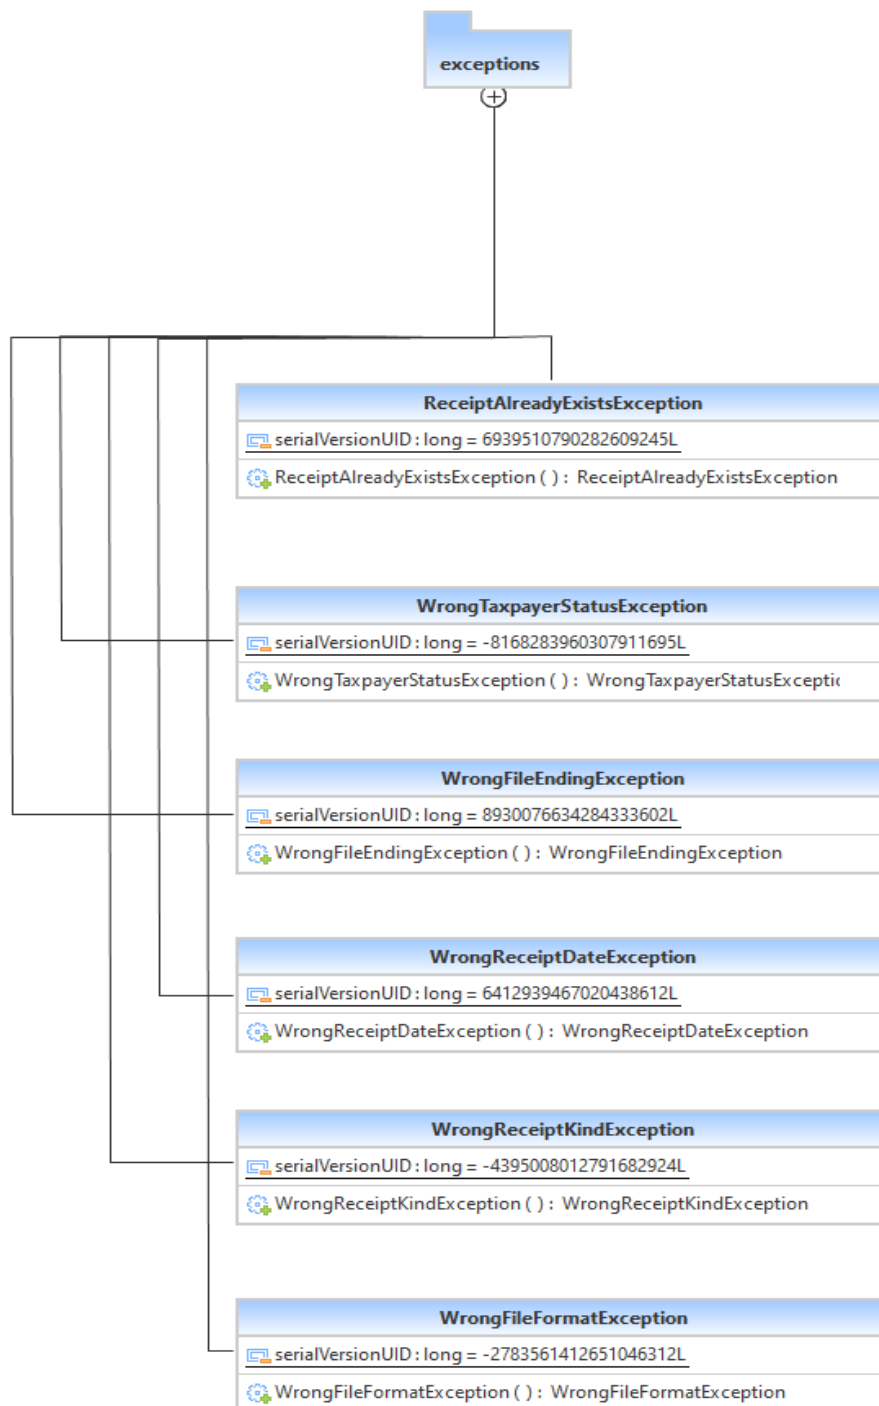 exceptions
ReceiptAlreadyExistsException
serialVersionUID : long = 6939510790282609245L
ReceiptAlreadyExistsException ( ) : ReceiptAlreadyExistsException
WrongTaxpayerStatusException
serialVersionUID : long = -8168283960307911695L
WrongTaxpayerStatusException ( ) : WrongTaxpayerStatusExceptic
WrongFileEndingException
serialVersionUID : long = 8930076634284333602L
WrongFileEndingException ( ) : WrongFileEndingException
WrongReceiptDateException
serialVersionUID : long = 6412939467020438612L
WrongReceiptDateException ( ) : WrongReceiptDateException
WrongReceiptKindException
serialVersionUID : long = -4395008012791682924L
WrongReceiptKindException ( ) : WrongReceiptKindException
WrongFileFormatException
serialVersionUID : long = -2783561412651046312L
WrongFileFormatException ( ) : WrongFileFormatException